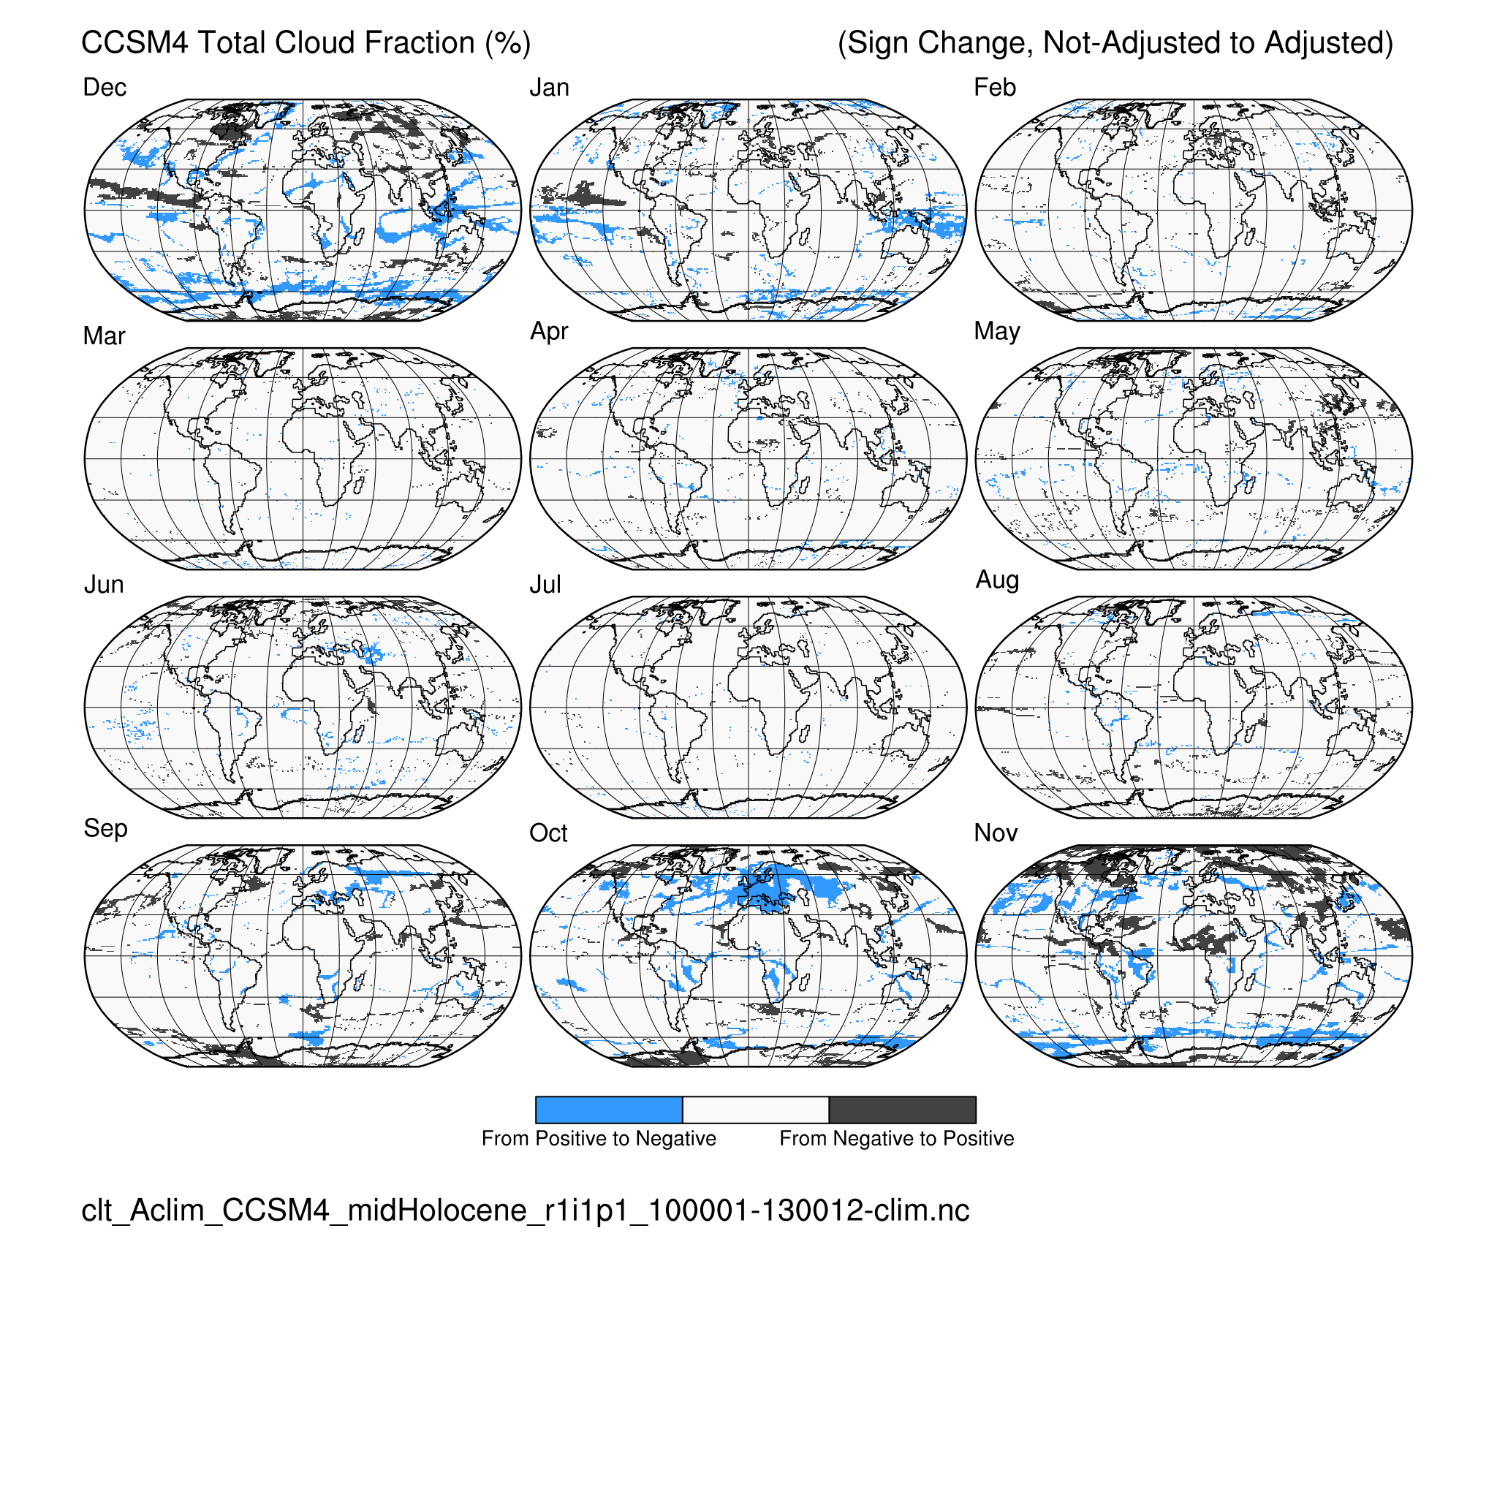 CCSM4 Total Cloud Fraction (%) (Sign Change, Not-Adjusted to Adjusted)
Dec Jan Feb
Mar Apr May
Jun Jul Aug
Sep Oct Nov
From Positive to Negative From Negative to Positive
clt_Aclim_CCSM4_midHolocene_r1i1p1_100001-130012-clim.nc